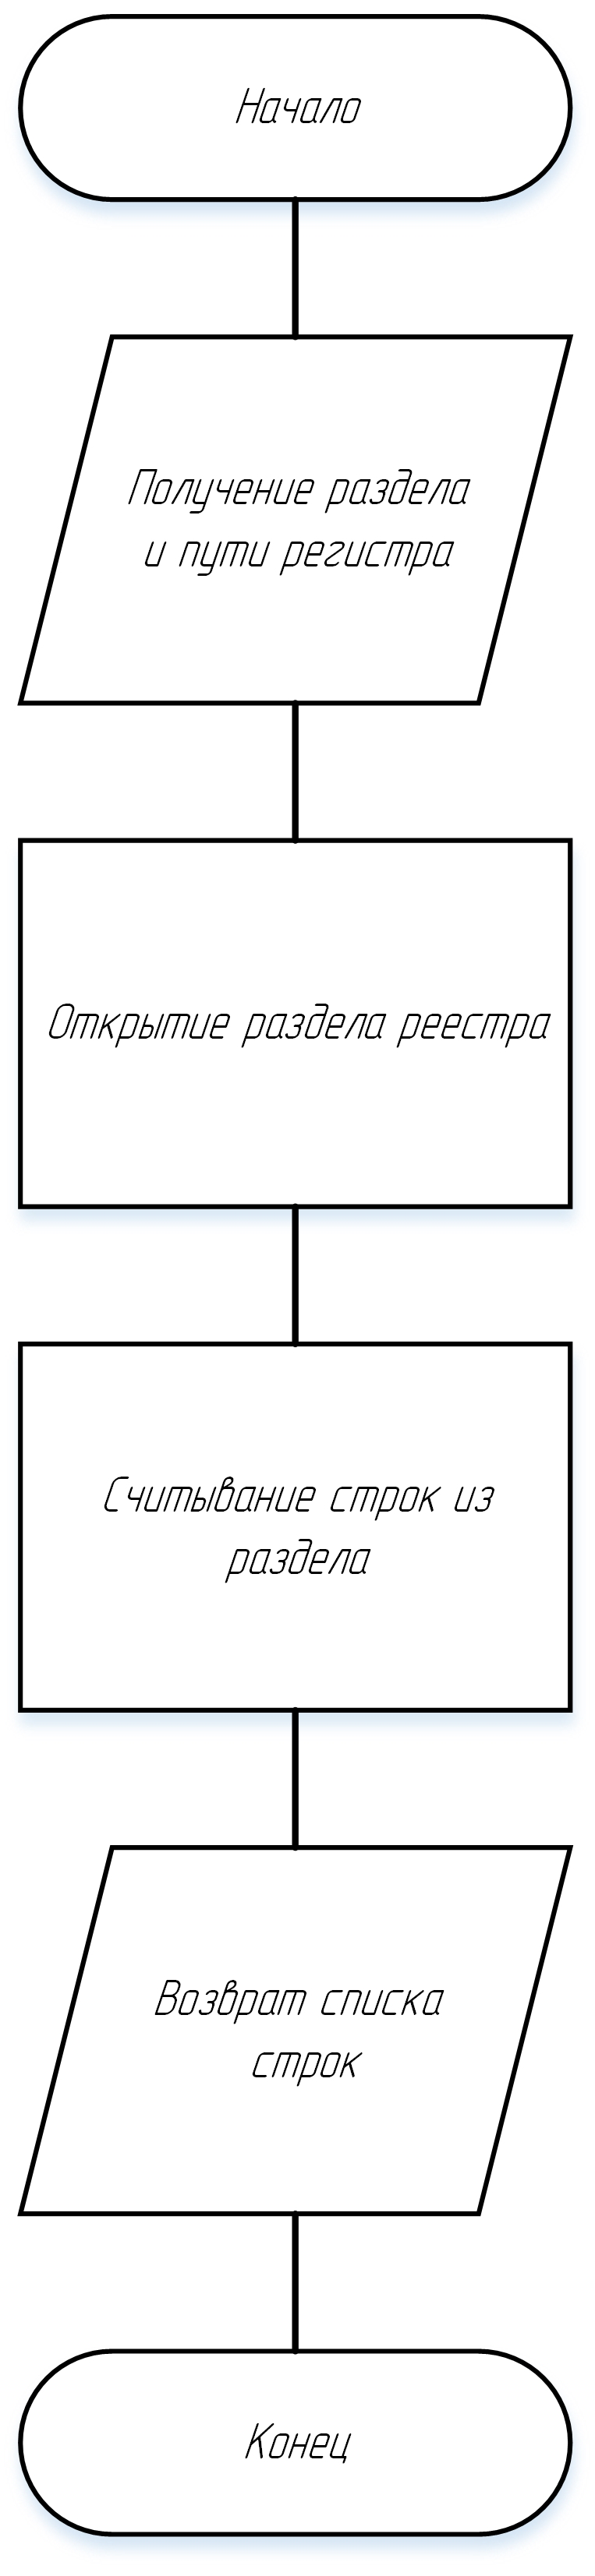 Начало
Получение раздела
и пути регистра
Открытие раздела реестра
Считывание строк из
раздела
Возврат списка
строк
Конец